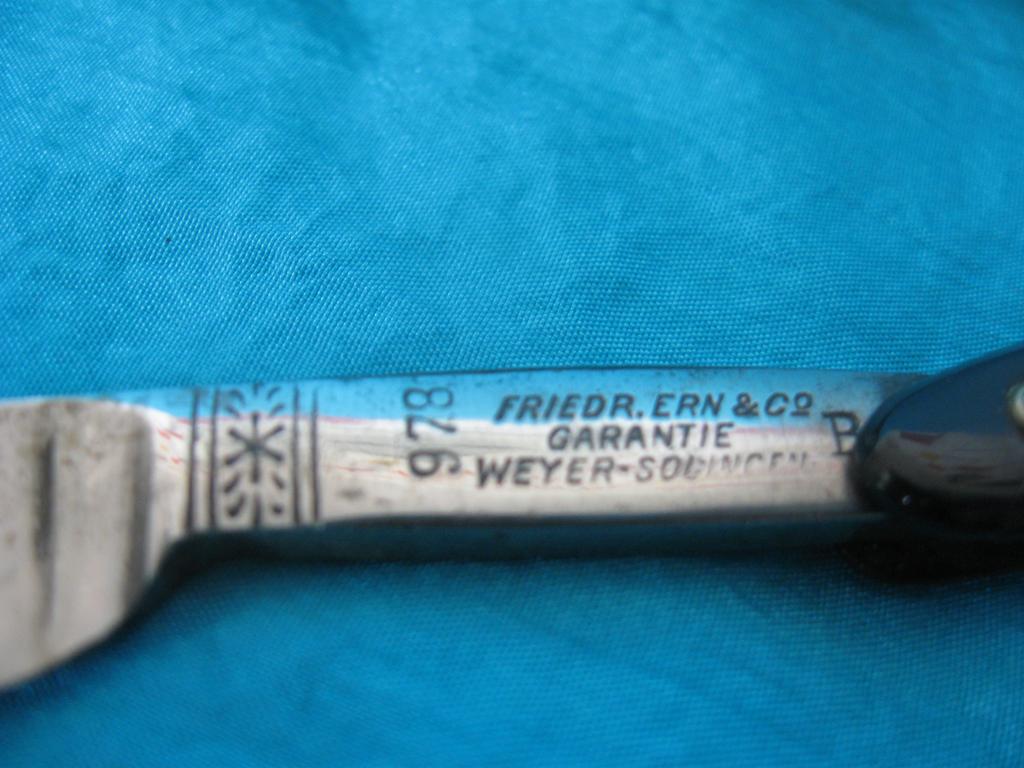 978
FRIEDR. ERN & Cº
GARANTIE
WEYER-SOLINGEN
B